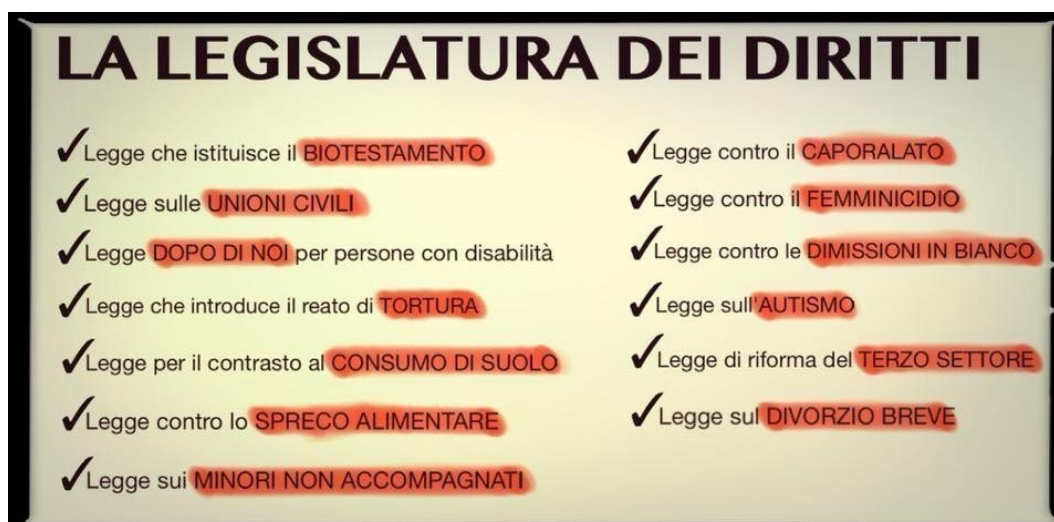 LA LEGISLATURA DEI DIRITTI
✓Legge che istituisce il BIOTESTAMENTO
✓Legge sulle UNIONI CIVILI
✓Legge DOPO DI NOI per persone con disabilità
✓Legge che introduce il reato di TORTURA
✓Legge per il contrasto al CONSUMO DI SUOLO
✓Legge contro lo SPRECO ALIMENTARE
✓Legge sui MINORI NON ACCOMPAGNATI
✓Legge contro il CAPORALATO
✓Legge contro il FEMMINICIDIO
✓Legge contro le DIMISSIONI IN BIANCO
✓Legge sull'AUTISMO
✓Legge di riforma del TERZO SETTORE
✓Legge sul DIVORZIO BREVE